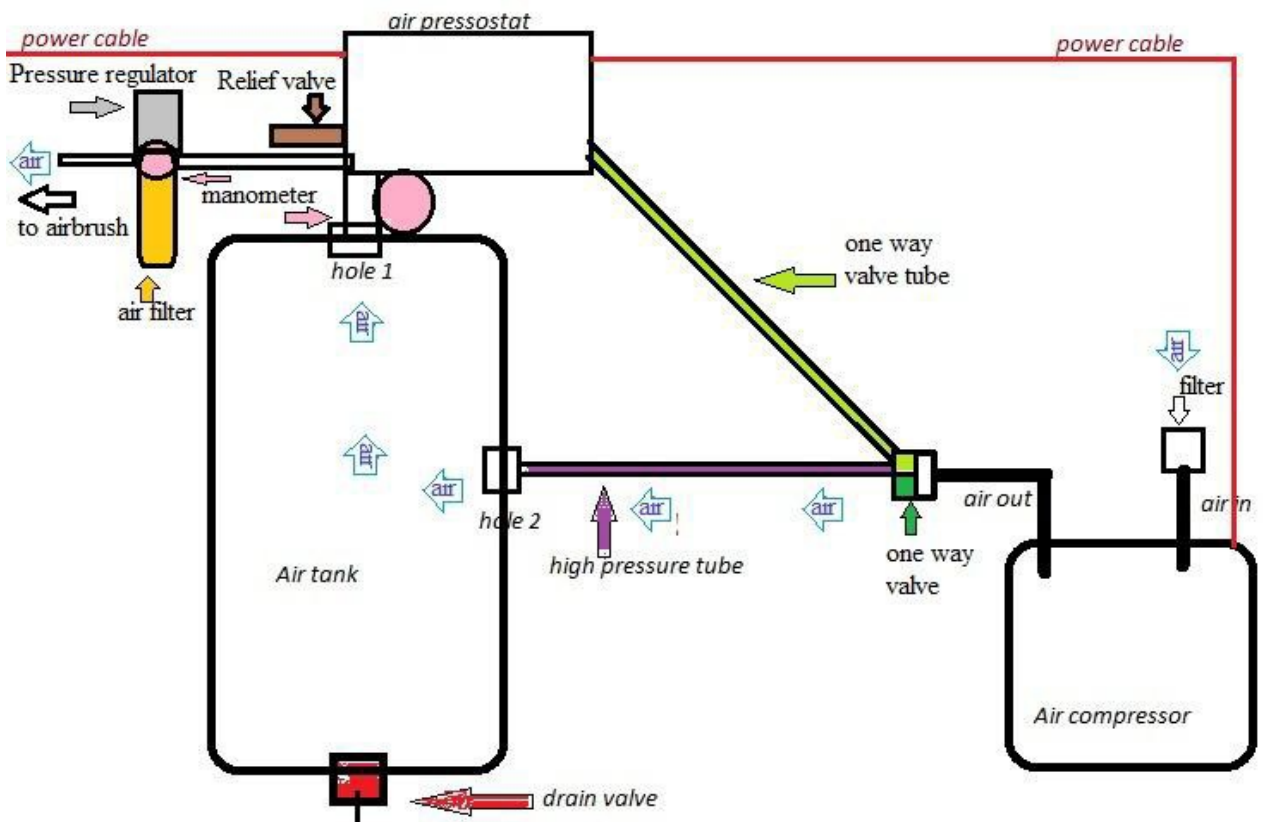 air pressostat
power cable
power cable
Pressure regulator
Relief valve
air
manometer
to airbrush
hole 1
air filter
air
air
one way
valve tube
air
filter
air
hole 2
air
air
air out
air in
high pressure tube
one way
valve
Air tank
Air compressor
drain valve